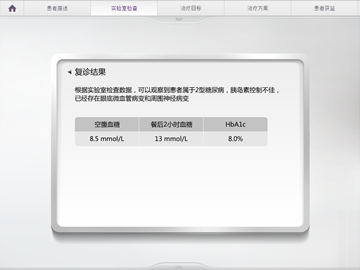 患者描述 实验室检查 治疗目标 治疗方案 患者获益
复诊结果
根据实验室检查数据，可以观察到患者属于2型糖尿病，胰岛素控制不佳，
已经存在眼底微血管病变和周围神经病变
空腹血糖 餐后2小时血糖 HbA1c
8.5 mmol/L 13 mmol/L 8.0%